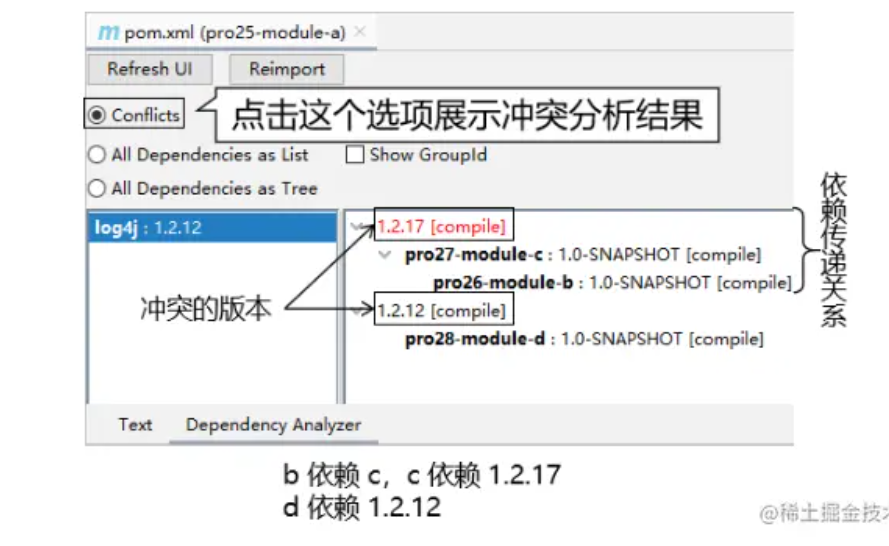 m pom.xml (pro25-module-a) ×
Refresh UI Reimport
Conflicts
点击这个选项展示冲突分析结果
All Dependencies as List Show GroupId
All Dependencies as Tree
log4j : 1.2.12
冲突的版本
1.2.17 [compile]
pro27-module-c : 1.0-SNAPSHOT [compile]
pro26-module-b : 1.0-SNAPSHOT [compile]
1.2.12 [compile]
pro28-module-d : 1.0-SNAPSHOT [compile]
依赖传递关系
Text Dependency Analyzer
b 依赖 c，c 依赖 1.2.17
d 依赖 1.2.12
@稀土掘金技术